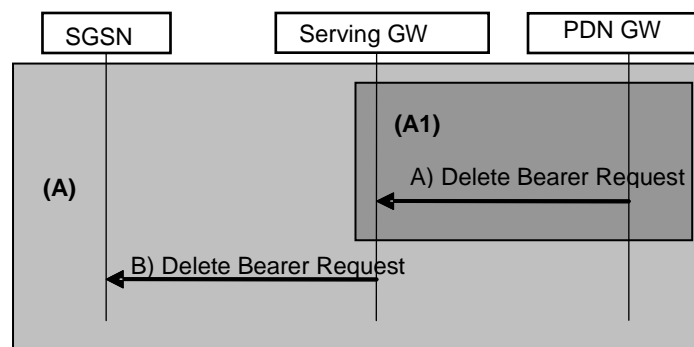 SGSN
Serving GW
PDN GW
(A1)
(A)
A) Delete Bearer Request
B) Delete Bearer Request